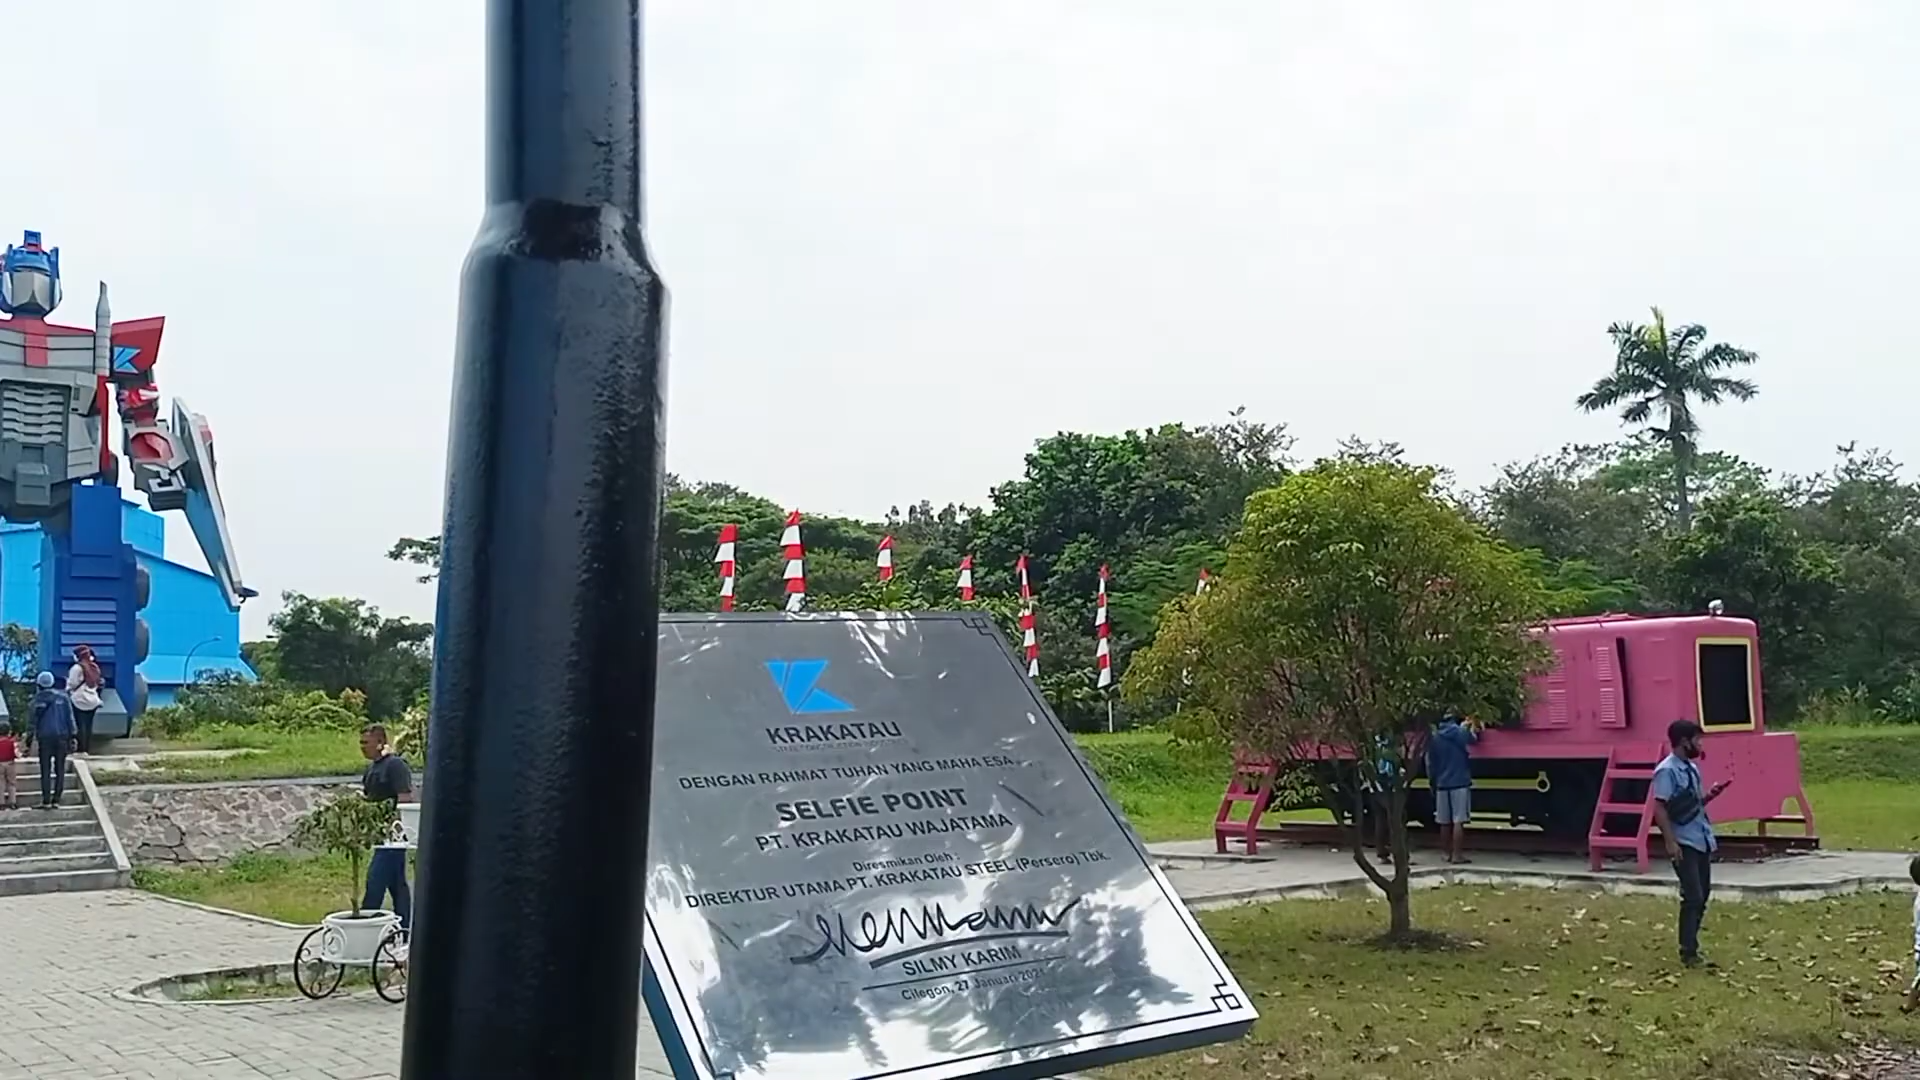 KRAKATAU
DENGAN RAHMAT TUHAN YANG MAHA ESA
SELFIE POINT
PT. KRAKATAU WAJATAMA
Diresmikan Oleh :
DIREKTUR UTAMA PT. KRAKATAU STEEL (Persero) Tbk.
SILMY KARIM
Cilegon, 27 Januari 2021